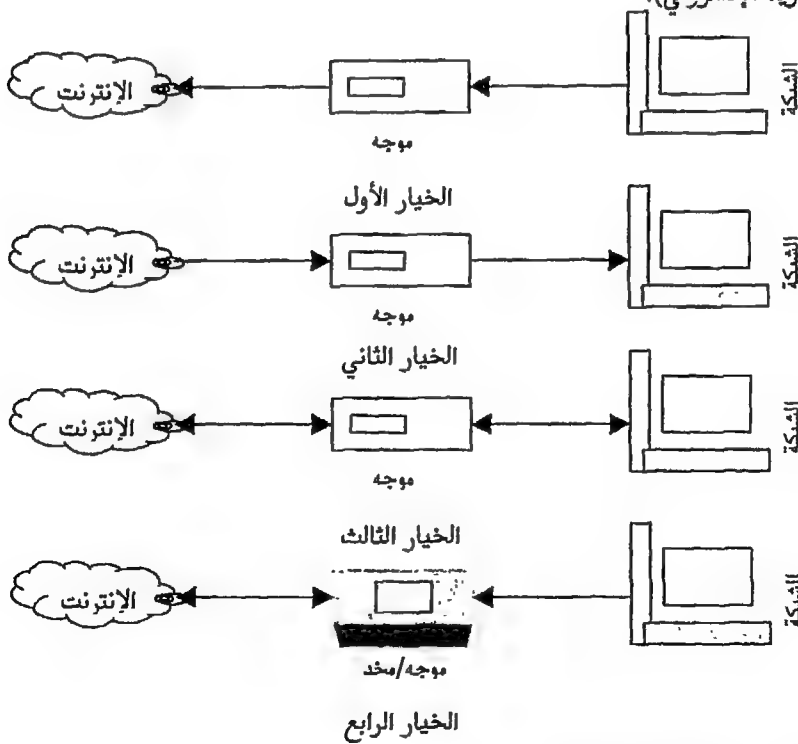 الإنترنت
موجه
الشبكة
الخيار الأول
الإنترنت
موجه
الشبكة
الخيار الثاني
الإنترنت
موجه
الشبكة
الخيار الثالث
الإنترنت
موجه/مخد
الشبكة
الخيار الرابع